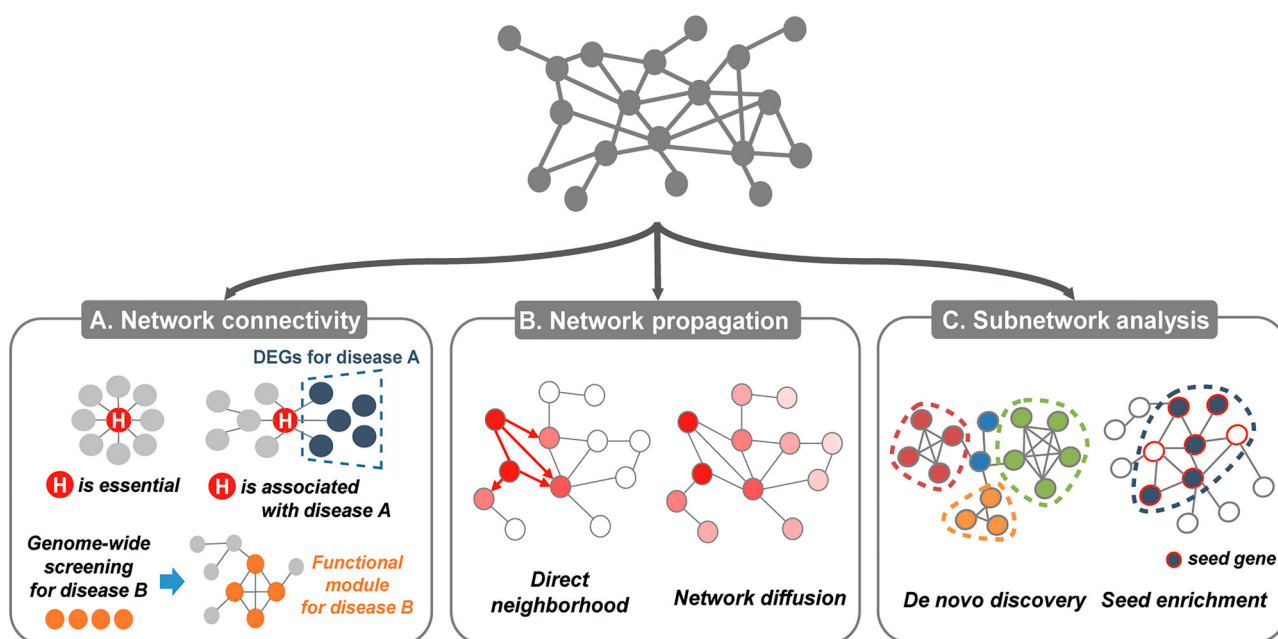 A. Network connectivity
DEGs for disease A
H
H
H is essential
H is associated
with disease A
Genome-wide
screening
for disease B
Functional
module
for disease B
B. Network propagation
Direct
neighborhood
Network diffusion
C. Subnetwork analysis
seed gene
De novo discovery
Seed enrichment